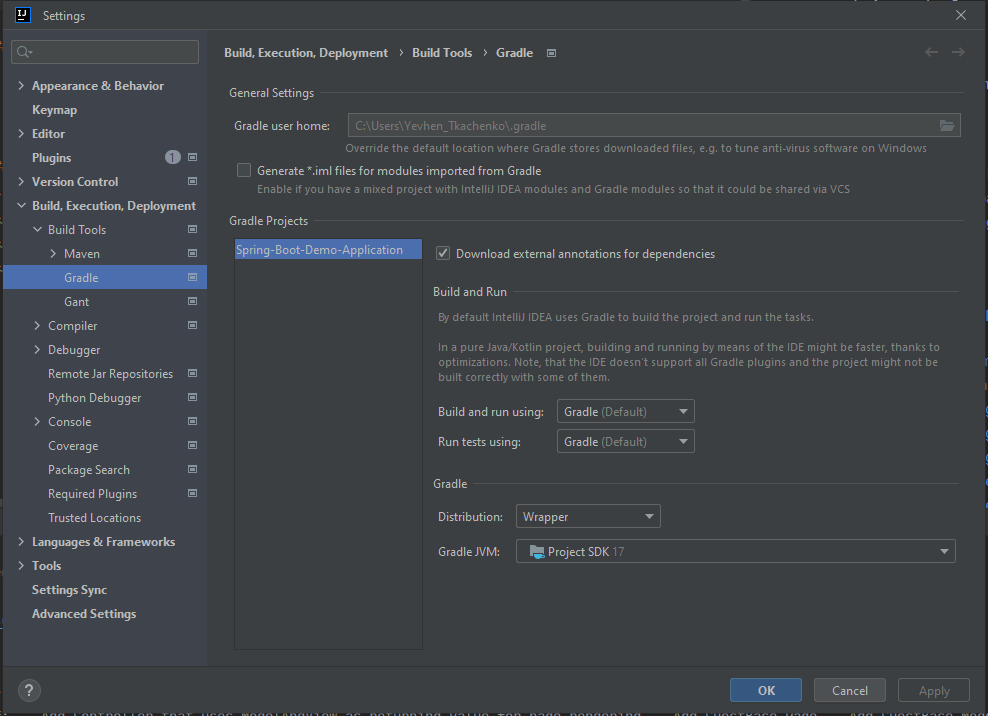 Settings
Build, Execution, Deployment › Build Tools › Gradle
Appearance & Behavior
Keymap
Editor
Plugins 1
Version Control
Build, Execution, Deployment
Build Tools
Maven
Gradle
Gant
Compiler
Debugger
Remote Jar Repositories
Python Debugger
Console
Coverage
Package Search
Required Plugins
Trusted Locations
Languages & Frameworks
Tools
Settings Sync
Advanced Settings
General Settings
Gradle user home: C:\Users\Yevhen_Tkachenko\.gradle
Override the default location where Gradle stores downloaded files, e.g. to tune anti-virus software on Windows
Generate *.iml files for modules imported from Gradle
Enable if you have a mixed project with IntelliJ IDEA modules and Gradle modules so that it could be shared via VCS
Gradle Projects
Spring-Boot-Demo-Application
Download external annotations for dependencies
Build and Run
By default IntelliJ IDEA uses Gradle to build the project and run the tasks.
In a pure Java/Kotlin project, building and running by means of the IDE might be faster, thanks to
optimizations. Note, that the IDE doesn't support all Gradle plugins and the project might not be
built correctly with some of them.
Build and run using: Gradle (Default)
Run tests using: Gradle (Default)
Gradle
Distribution: Wrapper
Gradle JVM: Project SDK 17
? OK Cancel Apply